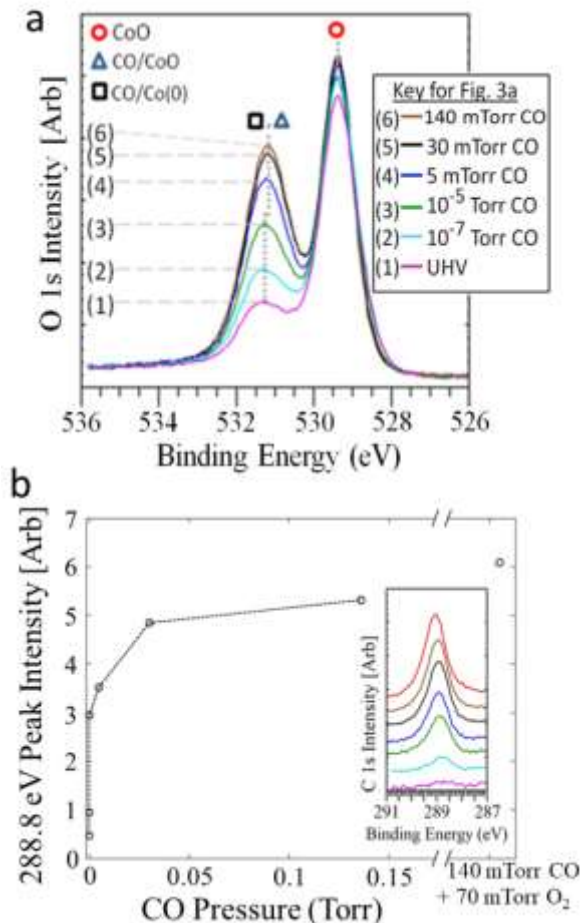 a
CoO
CO/CoO
CO/Co(0)
(6)
(5)
(4)
(3)
(2)
(1)
O 1s Intensity [Arb]
Key for Fig. 3a
(6) 140 mTorr CO
(5) 30 mTorr CO
(4) 5 mTorr CO
(3) 10⁻⁵ Torr CO
(2) 10⁻⁷ Torr CO
(1) UHV
536 534 532 530 528 526
Binding Energy (eV)
b
7
6
5
4
3
2
1
0
288.8 eV Peak Intensity [Arb]
C 1s Intensity [Arb]
291 289 287
Binding Energy (eV)
0 0.05 0.1 0.15
//
//
140 mTorr CO
+ 70 mTorr O₂
CO Pressure (Torr)